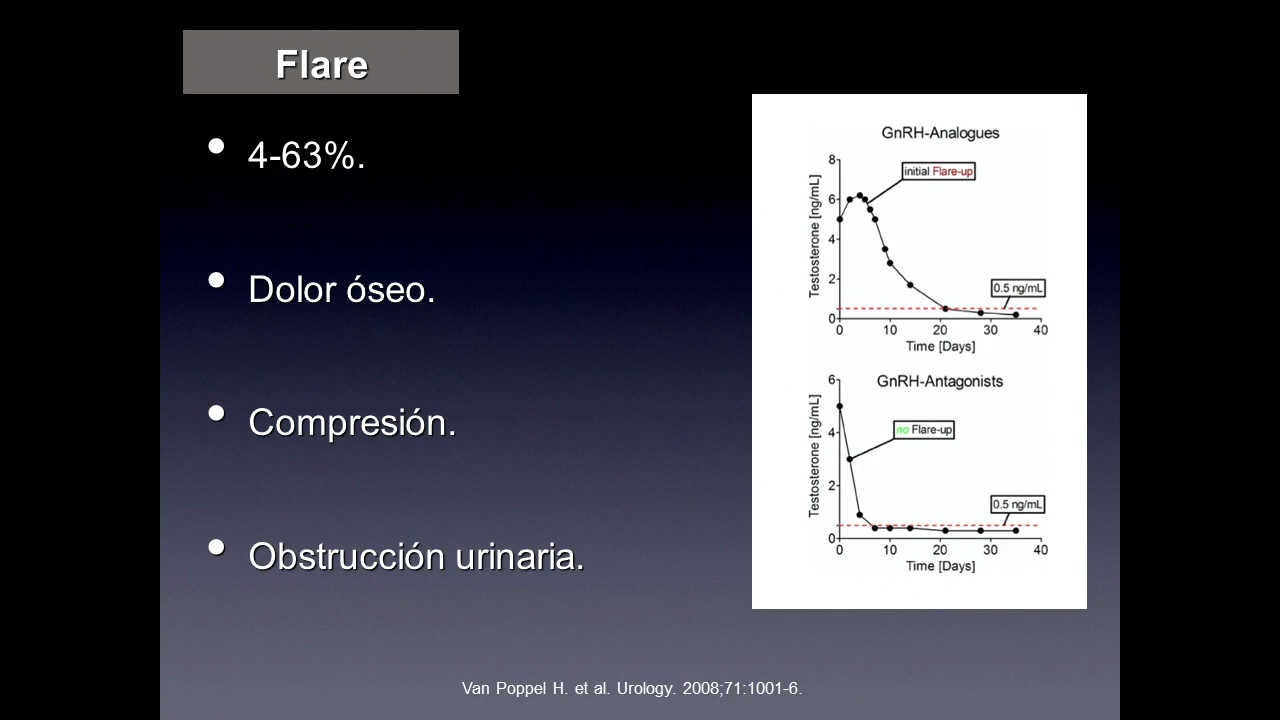 Flare
• 4-63%.
• Dolor óseo.
• Compresión.
• Obstrucción urinaria.
GnRH-Analogues
initial Flare-up
Testosterone [ng/mL]
8
6
4
2
0
0.5 ng/mL
0 10 20 30 40
Time [Days]
GnRH-Antagonists
no Flare-up
Testosterone [ng/mL]
6
4
2
0
0.5 ng/mL
0 10 20 30 40
Time [Days]
Van Poppel H. et al. Urology. 2008;71:1001-6.